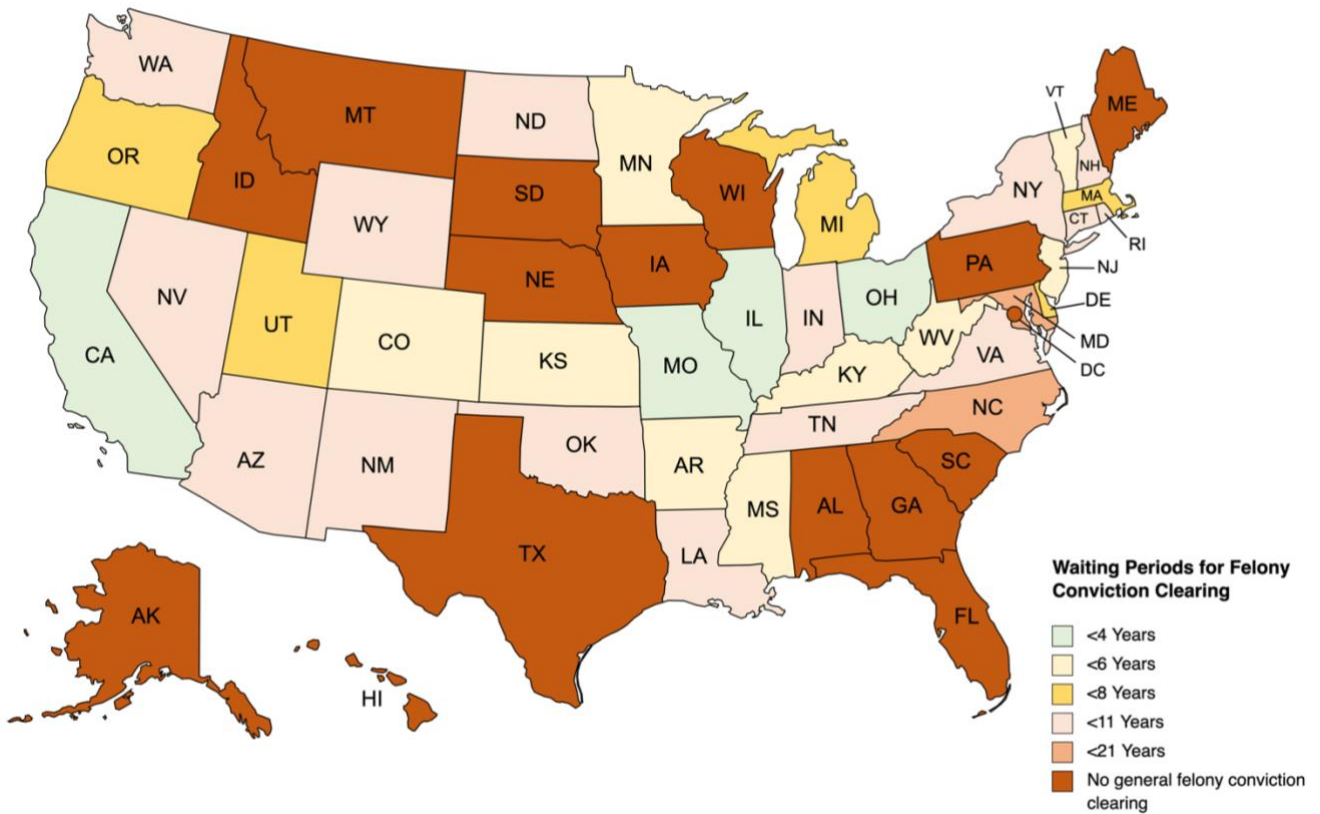 WA
MT
ND
MN
OR
ID
SD
WI
MI
WY
VT
ME
NH
NY
MA
CT
RI
NE
IA
PA
NJ
NV
UT
CO
IL
IN
OH
DE
CA
KS
MO
WV
VA
MD
DC
KY
NC
AZ
NM
OK
AR
TN
SC
MS
AL
GA
TX
LA
FL
AK
HI
Waiting Periods for Felony
Conviction Clearing
<4 Years
<6 Years
<8 Years
<11 Years
<21 Years
No general felony conviction
clearing